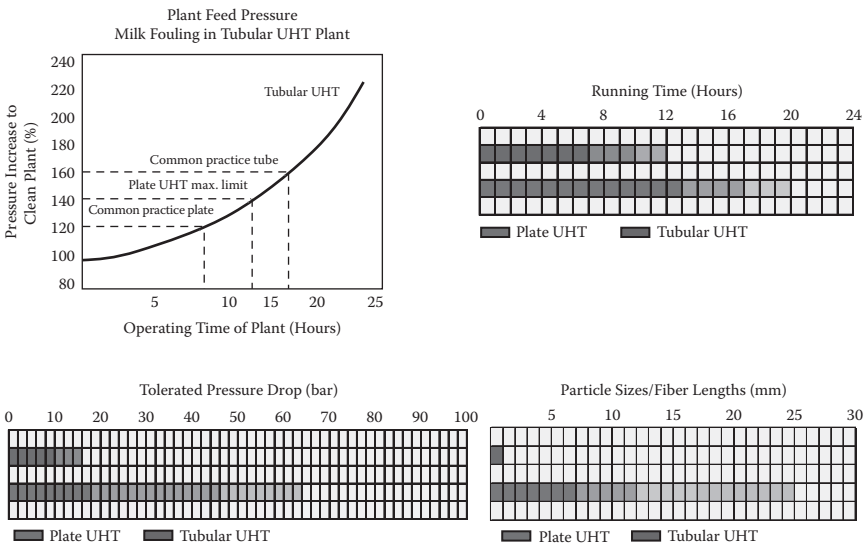 Plant Feed Pressure
Milk Fouling in Tubular UHT Plant
Pressure Increase to
Clean Plant (%)
240
220
200
180
160
140
120
100
80
Tubular UHT
Common practice tube
Plate UHT max. limit
Common practice plate
5 10 15 20 25
Operating Time of Plant (Hours)
Running Time (Hours)
0 4 8 12 16 20 24
Plate UHT Tubular UHT
Tolerated Pressure Drop (bar)
0 10 20 30 40 50 60 70 80 90 100
Plate UHT Tubular UHT
Particle Sizes/Fiber Lengths (mm)
5 10 15 20 25 30
Plate UHT Tubular UHT